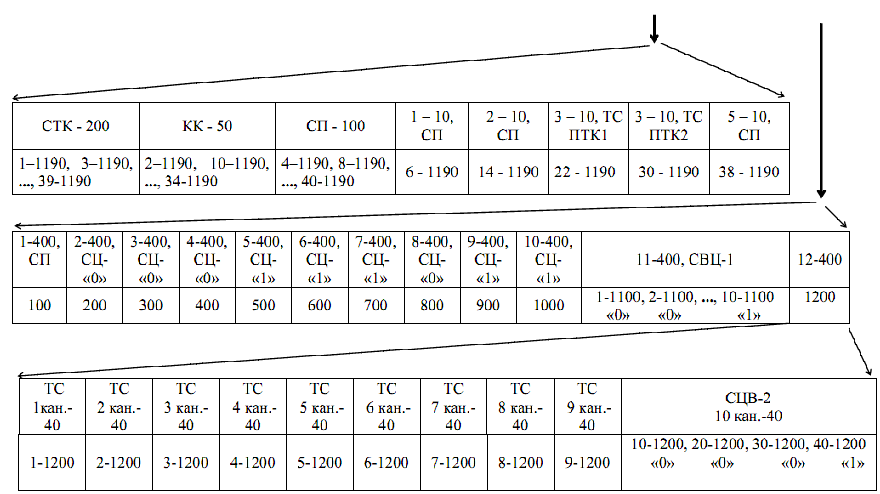 СТК - 200
КК - 50
СП - 100
1 – 10,
СП
2 – 10,
СП
3 – 10, ТС
ПТК1
3 – 10, ТС
ПТК2
5 – 10,
СП
1–1190, 3–1190,
..., 39-1190
2–1190, 10–1190,
..., 34-1190
4–1190, 8–1190,
..., 40-1190
6 - 1190
14 - 1190
22 - 1190
30 - 1190
38 - 1190
1-400,
СП
2-400,
СЦ-
«0»
3-400,
СЦ-
«0»
4-400,
СЦ-
«0»
5-400,
СЦ-
«1»
6-400,
СЦ-
«1»
7-400,
СЦ-
«1»
8-400,
СЦ-
«0»
9-400,
СЦ-
«1»
10-400,
СЦ-
«1»
11-400, СВЦ-1
12-400
100
200
300
400
500
600
700
800
900
1000
1-1100, 2-1100, ..., 10-1100
«0» «0» «1»
1200
ТС
1кан.-
40
ТС
2 кан.-
40
ТС
3 кан.-
40
ТС
4 кан.-
40
ТС
5 кан.-
40
ТС
6 кан.-
40
ТС
7 кан.-
40
ТС
8 кан.-
40
ТС
9 кан.-
40
СЦВ-2
10 кан.-40
1-1200
2-1200
3-1200
4-1200
5-1200
6-1200
7-1200
8-1200
9-1200
10-1200, 20-1200, 30-1200, 40-1200
«0» «0» «0» «1»